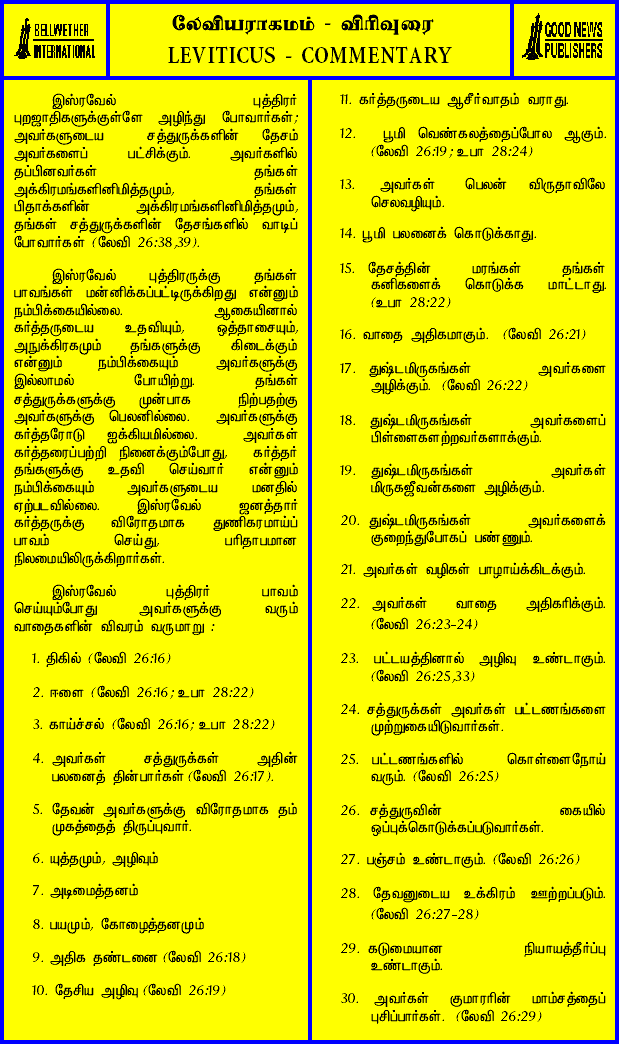 BELLWETHER
INTERNATIONAL
லேவியராகமம் - விரிவுரை
LEVITICUS - COMMENTARY
GOOD NEWS
PUBLISHERS
இஸ்ரவேல் புத்திரர்
புறஜாதிகளுக்குள்ளே அழிந்து போவார்கள்;
அவர்களுடைய சத்துருக்களின் தேசம்
அவர்களைப் பட்சிக்கும். அவர்களில்
தப்பினவர்கள் தங்கள்
அக்கிரமங்களினிமித்தமும், தங்கள்
பிதாக்களின் அக்கிரமங்களினிமித்தமும்,
தங்கள் சத்துருக்களின் தேசங்களில் வாடிப்
போவார்கள் (லேவி 26:38,39).
இஸ்ரவேல் புத்திரருக்கு தங்கள்
பாவங்கள் மன்னிக்கப்பட்டிருக்கிறது என்னும்
நம்பிக்கையில்லை. ஆகையினால்
கர்த்தருடைய உதவியும், ஒத்தாசையும்,
அநுக்கிரகமும் தங்களுக்கு கிடைக்கும்
என்னும் நம்பிக்கையும் அவர்களுக்கு
இல்லாமல் போயிற்று. தங்கள்
சத்துருக்களுக்கு முன்பாக நிற்பதற்கு
அவர்களுக்கு பெலனில்லை. அவர்களுக்கு
கர்த்தரோடு ஐக்கியமில்லை. அவர்கள்
கர்த்தரைப்பற்றி நினைக்கும்போது, கர்த்தர்
தங்களுக்கு உதவி செய்வார் என்னும்
நம்பிக்கையும் அவர்களுடைய மனதில்
ஏற்படவில்லை. இஸ்ரவேல் ஜனத்தார்
கர்த்தருக்கு விரோதமாக துணிகரமாய்ப்
பாவம் செய்து, பரிதாபமான
நிலமையிலிருக்கிறார்கள்.
இஸ்ரவேல் புத்திரர் பாவம்
செய்யும்போது அவர்களுக்கு வரும்
வாதைகளின் விவரம் வருமாறு :
1. திகில் (லேவி 26:16)
2. ஈளை (லேவி 26:16; உபா 28:22)
3. காய்ச்சல் (லேவி 26:16; உபா 28:22)
4. அவர்கள் சத்துருக்கள் அதின்
பலனைத் தின்பார்கள் (லேவி 26:17).
5. தேவன் அவர்களுக்கு விரோதமாக தம்
முகத்தைத் திருப்புவார்.
6. யுத்தமும், அழிவும்
7. அடிமைத்தனம்
8. பயமும், கோழைத்தனமும்
9. அதிக தண்டனை (லேவி 26:18)
10. தேசிய அழிவு (லேவி 26:19)
11. கர்த்தருடைய ஆசீர்வாதம் வராது.
12. பூமி வெண்கலத்தைப்போல ஆகும்.
(லேவி 26:19; உபா 28:24)
13. அவர்கள் பெலன் விருதாவிலே
செலவழியும்.
14. பூமி பலனைக் கொடுக்காது.
15. தேசத்தின் மரங்கள் தங்கள்
கனிகளைக் கொடுக்க மாட்டாது.
(உபா 28:22)
16. வாதை அதிகமாகும். (லேவி 26:21)
17. துஷ்டமிருகங்கள் அவர்களை
அழிக்கும். (லேவி 26:22)
18. துஷ்டமிருகங்கள் அவர்களைப்
பிள்ளைகளற்றவர்களாக்கும்.
19. துஷ்டமிருகங்கள் அவர்கள்
மிருகஜீவன்களை அழிக்கும்.
20. துஷ்டமிருகங்கள் அவர்களைக்
குறைந்துபோகப் பண்ணும்.
21. அவர்கள் வழிகள் பாழாய்க்கிடக்கும்.
22. அவர்கள் வாதை அதிகரிக்கும்.
(லேவி 26:23-24)
23. பட்டயத்தினால் அழிவு உண்டாகும்.
(லேவி 26:25,33)
24. சத்துருக்கள் அவர்கள் பட்டணங்களை
முற்றுகையிடுவார்கள்.
25. பட்டணங்களில் கொள்ளைநோய்
வரும். (லேவி 26:25)
26. சத்துருவின் கையில்
ஒப்புக்கொடுக்கப்படுவார்கள்.
27. பஞ்சம் உண்டாகும். (லேவி 26:26)
28. தேவனுடைய உக்கிரம் ஊற்றப்படும்.
(லேவி 26:27-28)
29. கடுமையான நியாயத்தீர்ப்பு
உண்டாகும்.
30. அவர்கள் குமாரரின் மாம்சத்தைப்
புசிப்பார்கள். (லேவி 26:29)